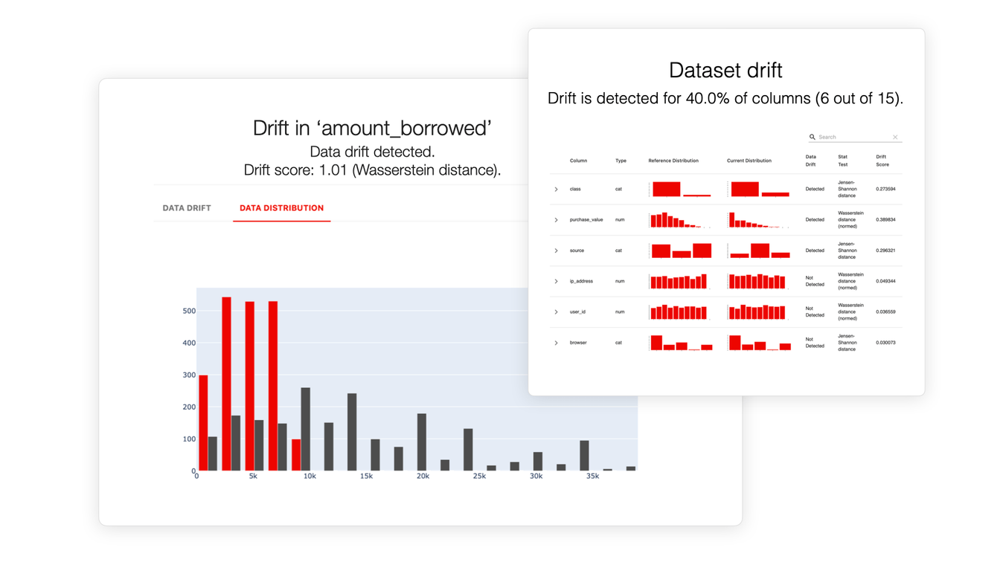 Drift in ‘amount_borrowed’
Data drift detected.
Drift score: 1.01 (Wasserstein distance).
DATA DRIFT
DATA DISTRIBUTION
500
400
300
200
100
0
0
5k
10k
15k
20k
25k
30k
35k
Dataset drift
Drift is detected for 40.0% of columns (6 out of 15).
Search
Column
Type
Reference Distribution
Current Distribution
Data
Drift
Stat
Test
Drift
Score
class
cat
Detected
Jensen-
Shannon
distance
0.273594
purchase_value
num
Detected
Wasserstein
distance
(normed)
0.389834
source
cat
Detected
Jensen-
Shannon
distance
0.296321
ip_address
num
Not
Detected
Wasserstein
distance
(normed)
0.049344
user_id
num
Not
Detected
Wasserstein
distance
(normed)
0.036559
browser
cat
Not
Detected
Jensen-
Shannon
distance
0.030073